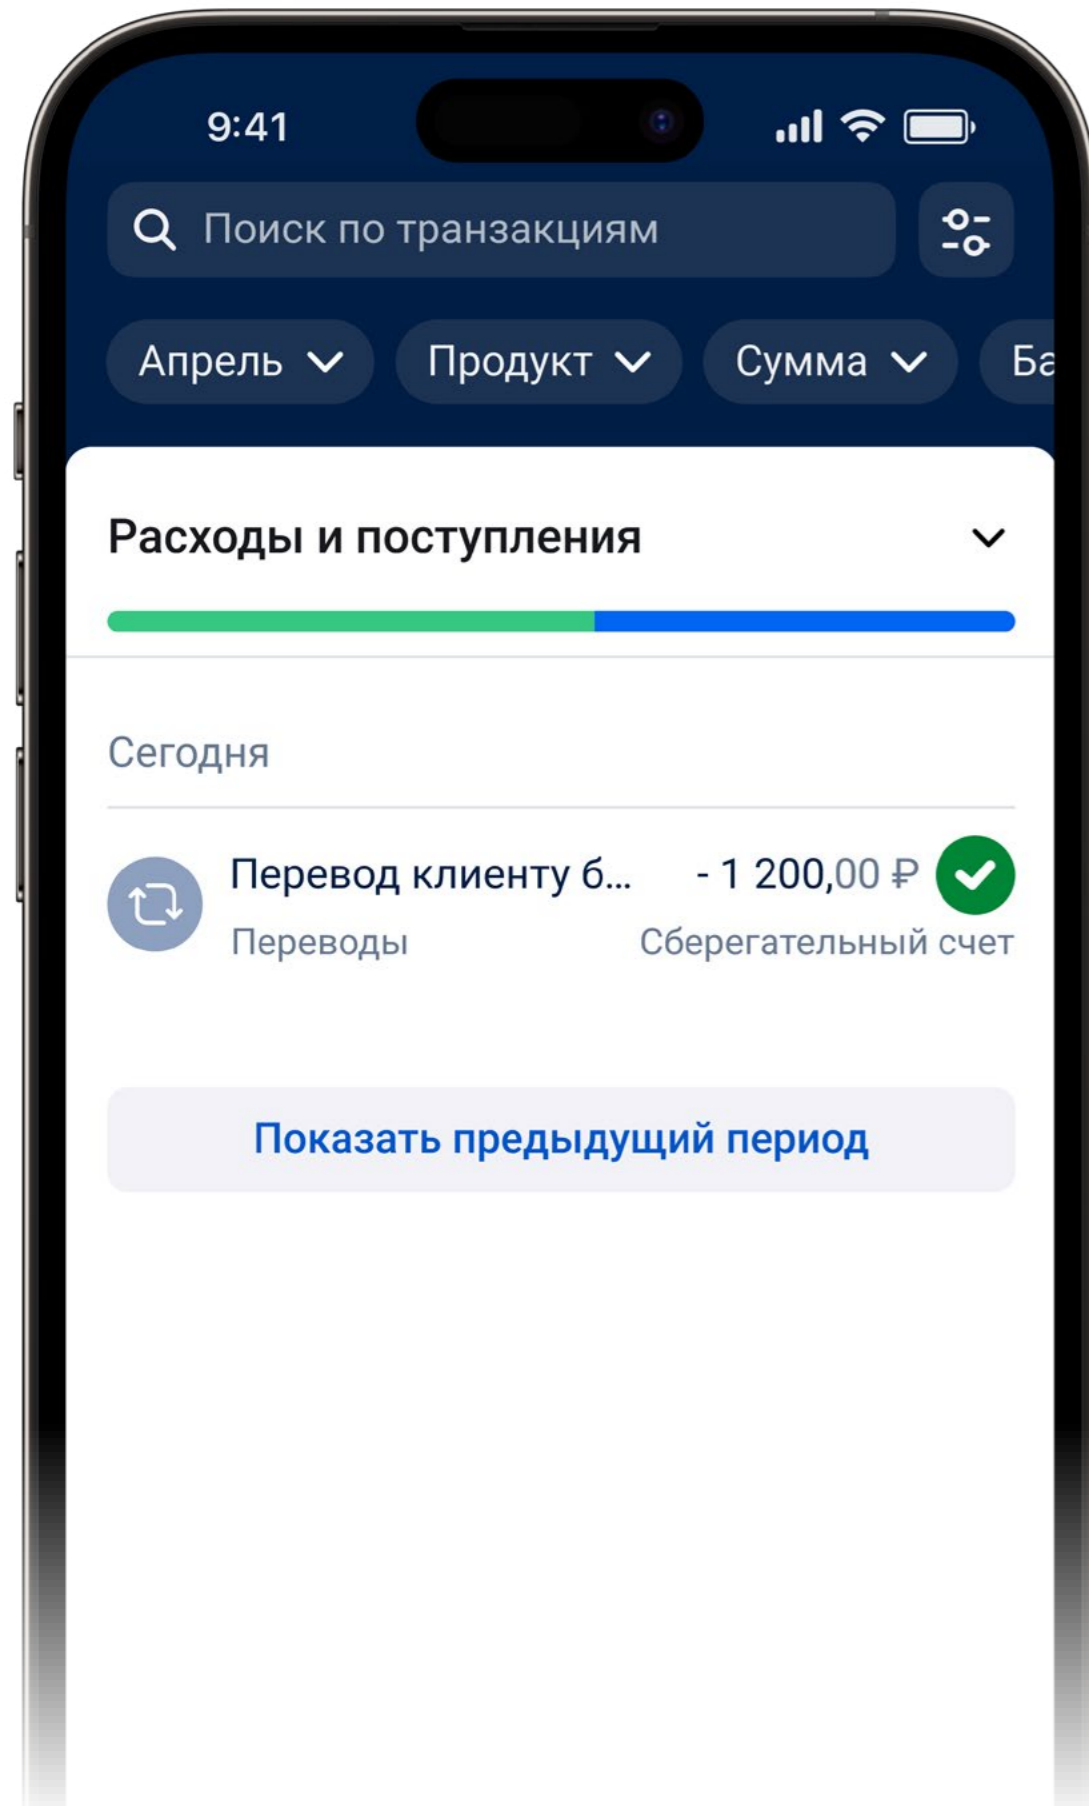 9:41
Поиск по транзакциям
Апрель Продукт Сумма Ба
Расходы и поступления
Сегодня
Перевод клиенту б... - 1 200,00 ₽
Переводы Сберегательный счет
Показать предыдущий период